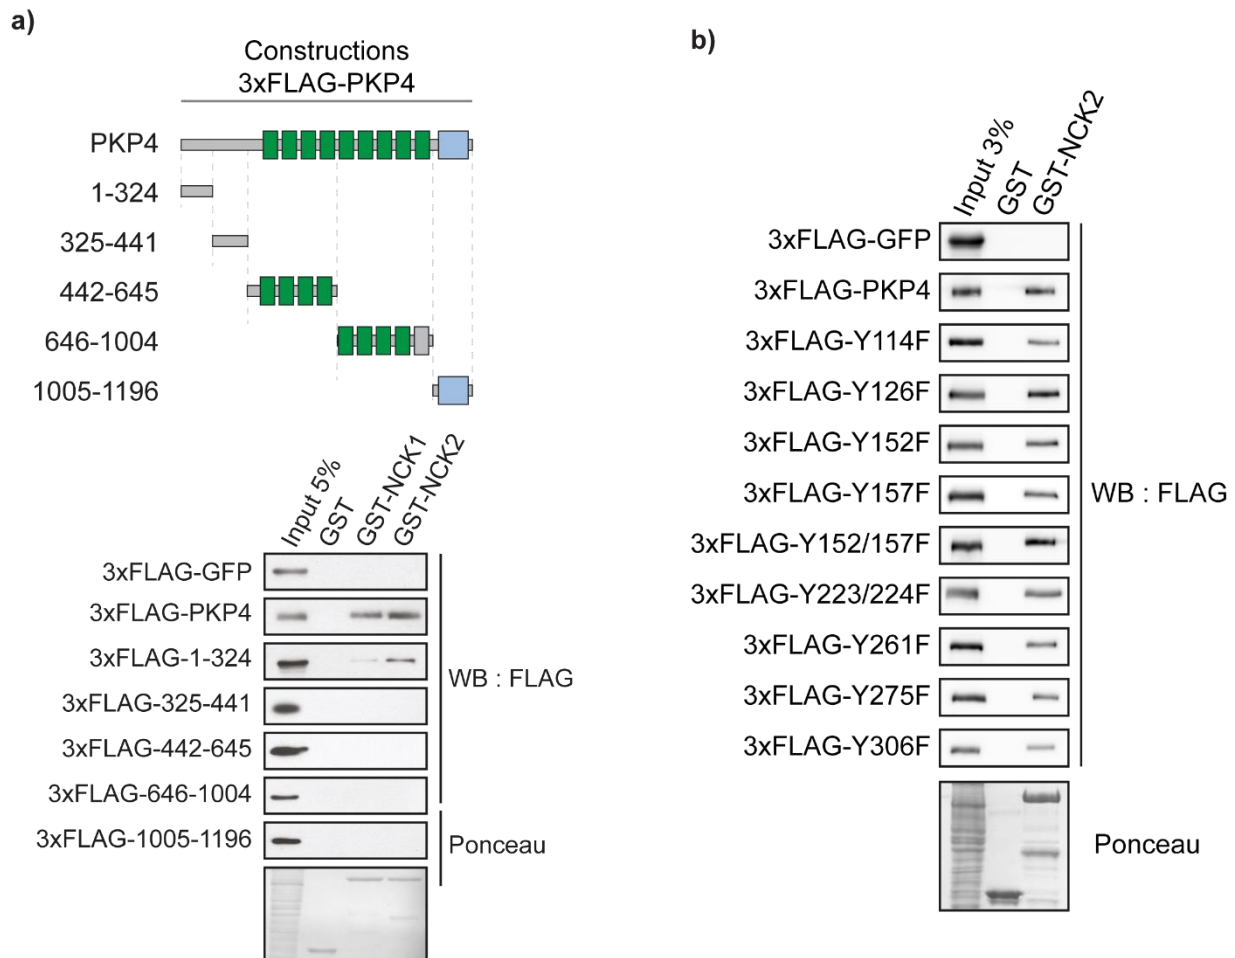 a)
Constructions
3xFLAG-PKP4
PKP4
1-324
325-441
442-645
646-1004
1005-1196
Input 5%
GST
GST-NCK1
GST-NCK2
3xFLAG-GFP
3xFLAG-PKP4
3xFLAG-1-324
3xFLAG-325-441
3xFLAG-442-645
3xFLAG-646-1004
3xFLAG-1005-1196
WB : FLAG
Ponceau
b)
Input 3%
GST
GST-NCK2
3xFLAG-GFP
3xFLAG-PKP4
3xFLAG-Y114F
3xFLAG-Y126F
3xFLAG-Y152F
3xFLAG-Y157F
3xFLAG-Y152/157F
3xFLAG-Y223/224F
3xFLAG-Y261F
3xFLAG-Y275F
3xFLAG-Y306F
WB : FLAG
Ponceau